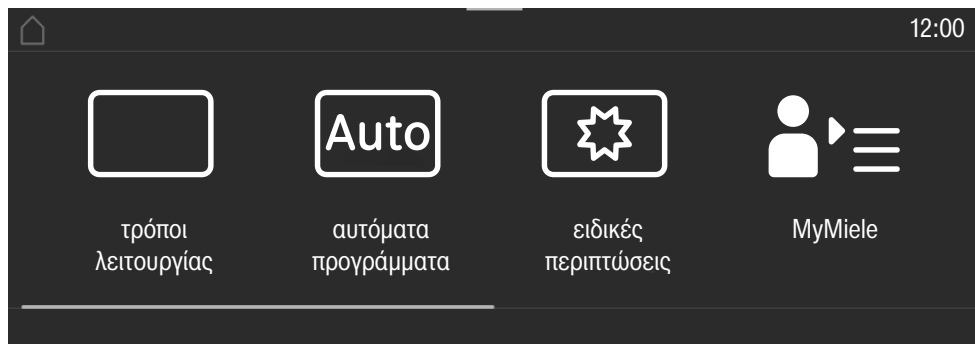 12:00
Auto
τρόποι
λειτουργίας
αυτόματα
προγράμματα
ειδικές
περιπτώσεις
MyMiele